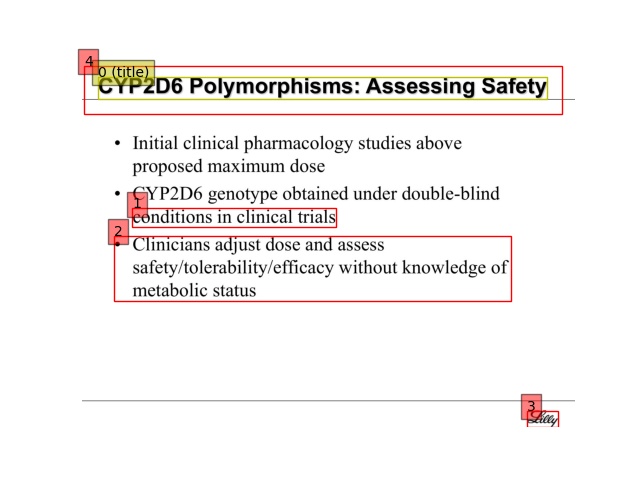 4
0 (title)
CYP2D6 Polymorphisms: Assessing Safety
• Initial clinical pharmacology studies above
proposed maximum dose
• CYP2D6 genotype obtained under double-blind
1
conditions in clinical trials
2
• Clinicians adjust dose and assess
safety/tolerability/efficacy without knowledge of
metabolic status
3
Lilly